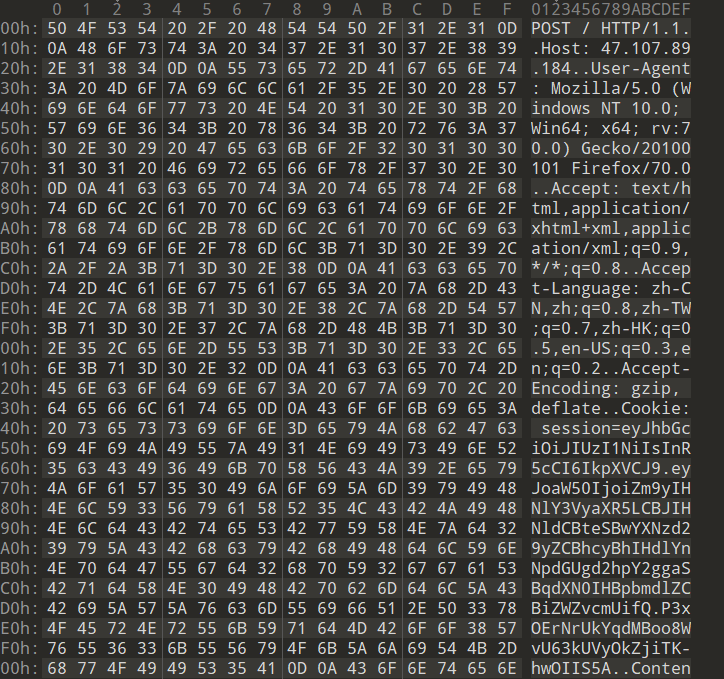 0 1 2 3 4 5 6 7 8 9 A B C D E F 0123456789ABCDEF
00h: 50 4F 53 54 20 2F 20 48 54 54 50 2F 31 2E 31 0D POST / HTTP/1.1.
10h: 0A 48 6F 73 74 3A 20 34 37 2E 31 30 37 2E 38 39 .Host: 47.107.89
20h: 2E 31 38 34 0D 0A 55 73 65 72 2D 41 67 65 6E 74 .184..User-Agent
30h: 3A 20 4D 6F 7A 69 6C 6C 61 2F 35 2E 30 20 28 57 : Mozilla/5.0 (W
40h: 69 6E 64 6F 77 73 20 4E 54 20 31 30 2E 30 3B 20 indows NT 10.0; 
50h: 57 69 6E 36 34 3B 20 78 36 34 3B 20 72 76 3A 37 Win64; x64; rv:7
60h: 30 2E 30 29 20 47 65 63 6B 6F 2F 32 30 31 30 30 0.0) Gecko/20100
70h: 31 30 31 20 46 69 72 65 66 6F 78 2F 37 30 2E 30 101 Firefox/70.0
80h: 0D 0A 41 63 63 65 70 74 3A 20 74 65 78 74 2F 68 ..Accept: text/h
90h: 74 6D 6C 2C 61 70 70 6C 69 63 61 74 69 6F 6E 2F tml,application/
A0h: 78 68 74 6D 6C 2B 78 6D 6C 2C 61 70 70 6C 69 63 xhtml+xml,applic
B0h: 61 74 69 6F 6E 2F 78 6D 6C 3B 71 3D 30 2E 39 2C ation/xml;q=0.9,
C0h: 2A 2F 2A 3B 71 3D 30 2E 38 0D 0A 41 63 63 65 70 */*;q=0.8..Accep
D0h: 74 2D 4C 61 6E 67 75 61 67 65 3A 20 7A 68 2D 43 t-Language: zh-C
E0h: 4E 2C 7A 68 3B 71 3D 30 2E 38 2C 7A 68 2D 54 57 N,zh;q=0.8,zh-TW
F0h: 3B 71 3D 30 2E 37 2C 7A 68 2D 48 4B 3B 71 3D 30 ;q=0.7,zh-HK;q=0
00h: 2E 35 2C 65 6E 2D 55 53 3B 71 3D 30 2E 33 2C 65 .5,en-US;q=0.3,e
10h: 6E 3B 71 3D 30 2E 32 0D 0A 41 63 63 65 70 74 2D n;q=0.2..Accept-
20h: 45 6E 63 6F 64 69 6E 67 3A 20 67 7A 69 70 2C 20 Encoding: gzip, 
30h: 64 65 66 6C 61 74 65 0D 0A 43 6F 6F 6B 69 65 3A deflate..Cookie:
40h: 20 73 65 73 73 69 6F 6E 3D 65 79 4A 68 62 47 63 session=eyJhbGc
50h: 69 4F 69 4A 49 55 7A 49 31 4E 69 49 73 49 6E 52 iOiJIUzI1NiIsInR
60h: 35 63 43 49 36 49 6B 70 58 56 43 4A 39 2E 65 79 5cCI6IkpXVCJ9.ey
70h: 4A 6F 61 57 35 30 49 6A 6F 69 5A 6D 39 79 49 48 JoaW50IjoiZm9yIH
80h: 4E 6C 59 33 56 79 61 58 52 35 4C 43 42 4A 49 48 NlY3VyaXR5LCBJIH
90h: 4E 6C 64 43 42 74 65 53 42 77 59 58 4E 7A 64 32 NldCBteSBwYXNzd2
A0h: 39 79 5A 43 42 68 63 79 42 68 49 48 64 6C 59 6E 9yZCBhcyBhIHdlYn
B0h: 4E 70 64 47 55 67 64 32 68 70 59 32 67 67 61 53 NpdGUgd2hpY2ggaS
C0h: 42 71 64 58 4E 30 49 48 42 70 62 6D 64 6C 5A 43 BqdXN0IHBpbmdlZC
D0h: 42 69 5A 57 5A 76 63 6D 55 69 66 51 2E 50 33 78 BiZWZvcmUifQ.P3x
E0h: 4F 45 72 4E 72 55 6B 59 71 64 4D 42 6F 6F 38 57 OErNrUkYqdMBoo8W
F0h: 76 55 36 33 6B 55 56 79 4F 6B 5A 6A 69 54 4B 2D vU63kUVyOkZjiTK-
00h: 68 77 4F 49 49 53 35 41 0D 0A 43 6F 6E 74 65 6E hwOIIS5A..Conten